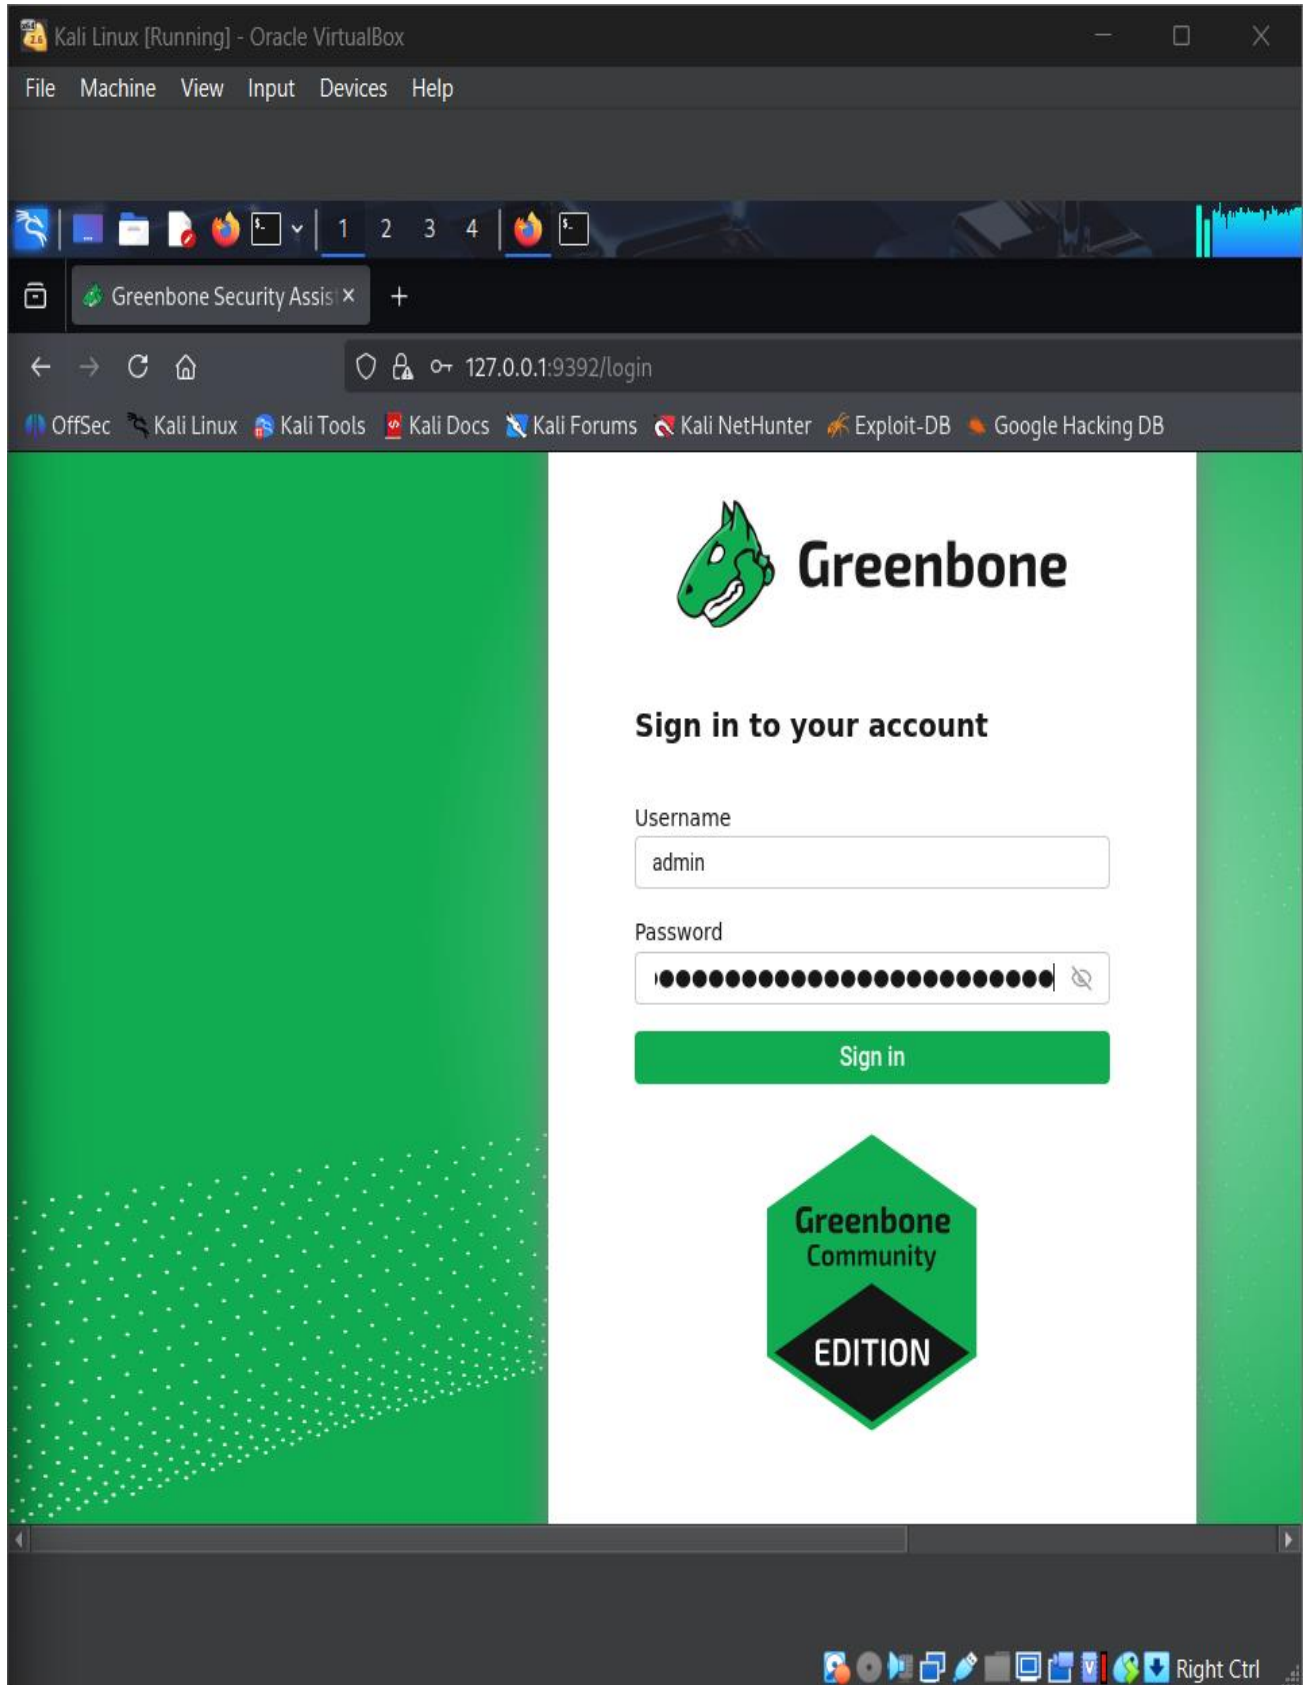 Kali Linux [Running] - Oracle VirtualBox
File Machine View Input Devices Help
1 2 3 4
Greenbone Security Assis
127.0.0.1:9392/login
OffSec Kali Linux Kali Tools Kali Docs Kali Forums Kali NetHunter Exploit-DB Google Hacking DB
Greenbone
Sign in to your account
Username
admin
Password
Sign in
Greenbone
Community
EDITION
Right Ctrl